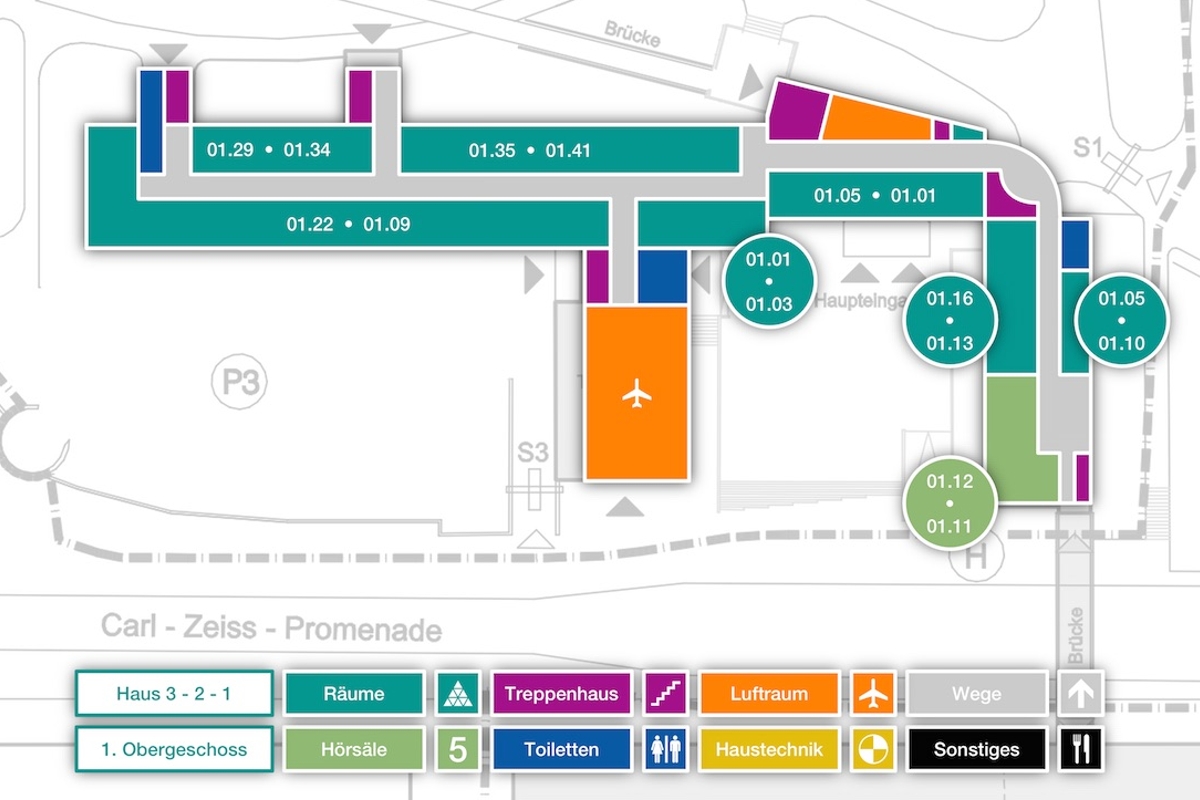 Brücke
S1
01.29 • 01.34
01.35 • 01.41
01.05 • 01.01
01.22 • 01.09
01.01
•
01.03
Haupteinga
01.16
•
01.13
01.05
•
01.10
P3
S3
01.12
•
01.11
H
Carl - Zeiss - Promenade
Brücke
Haus 3 - 2 - 1
Räume
Treppenhaus
Luftraum
Wege
1. Obergeschoss
Hörsäle
5
Toiletten
Haustechnik
Sonstiges